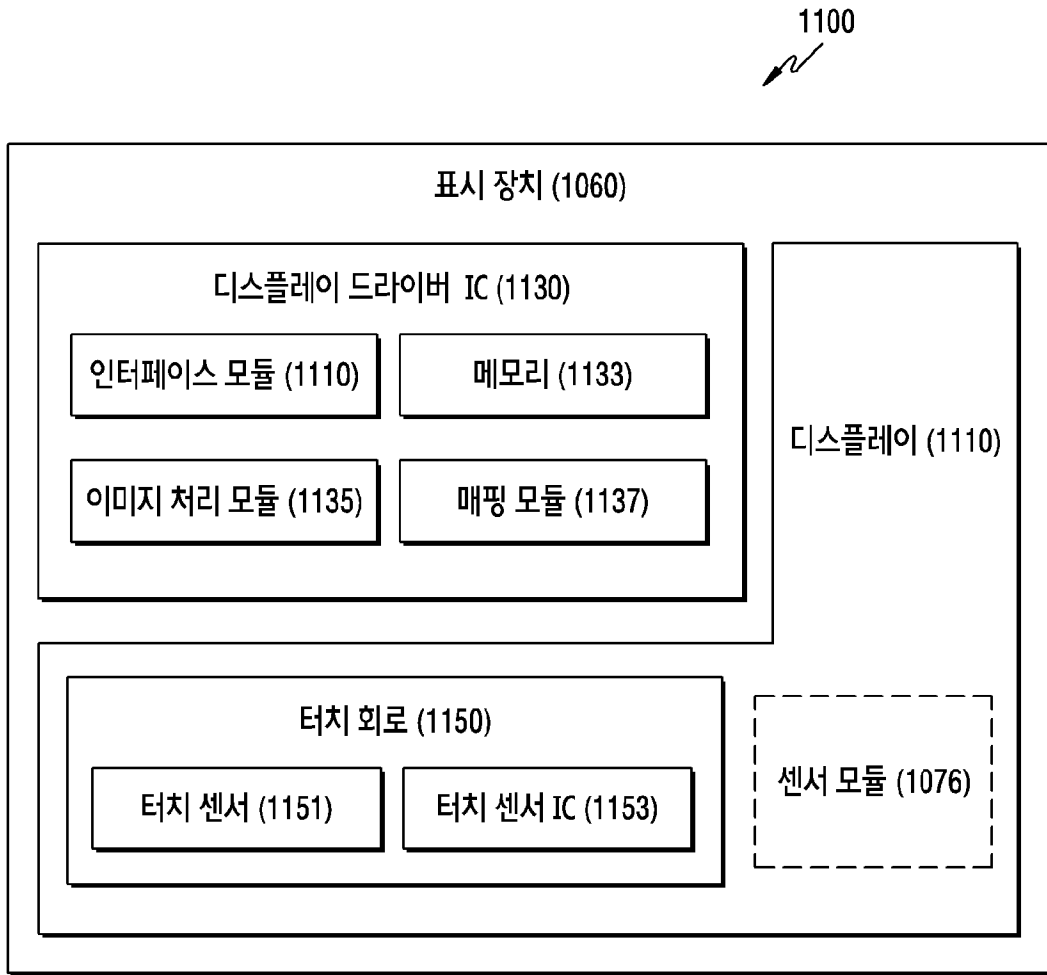 1100
표시 장치 (1060)
디스플레이 드라이버 IC (1130)
인터페이스 모듈 (1110)
메모리 (1133)
이미지 처리 모듈 (1135)
매핑 모듈 (1137)
디스플레이 (1110)
터치 회로 (1150)
터치 센서 (1151)
터치 센서 IC (1153)
센서 모듈 (1076)